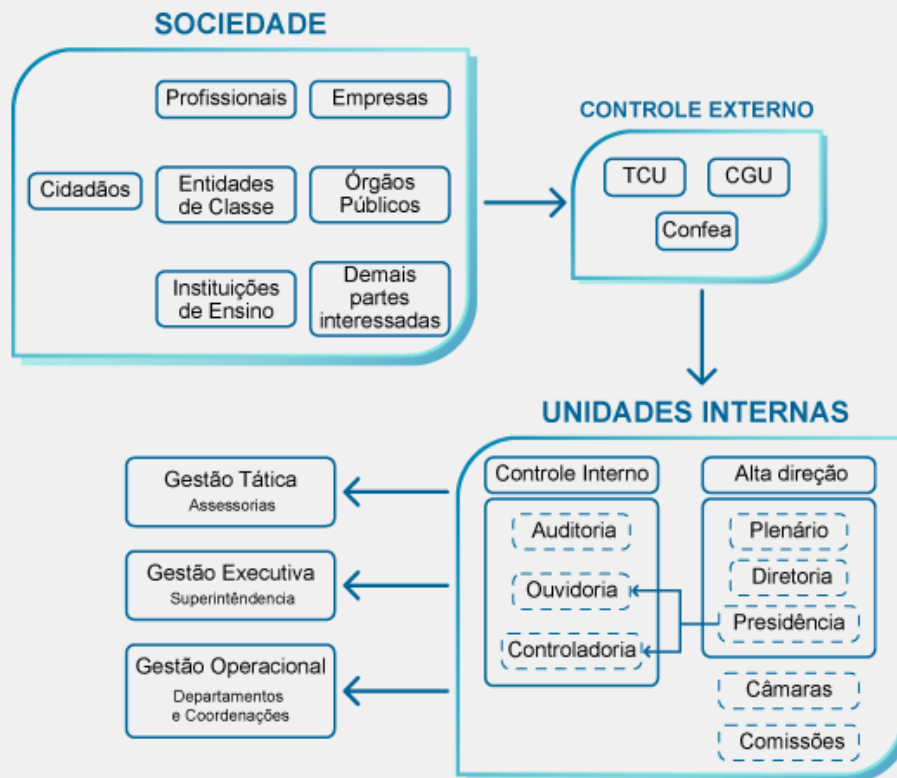 SOCIEDADE
Profissionais
Empresas
Cidadãos
Entidades
de Classe
Órgãos
Públicos
Instituições
de Ensino
Demais
partes
interessadas
CONTROLE EXTERNO
TCU
CGU
Confea
UNIDADES INTERNAS
Controle Interno
Auditoria
Ouvidoria
Controladoria
Alta direção
Plenário
Diretoria
Presidência
Câmaras
Comissões
Gestão Tática
Assessorias
Gestão Executiva
Superintêndencia
Gestão Operacional
Departamentos
e Coordenações